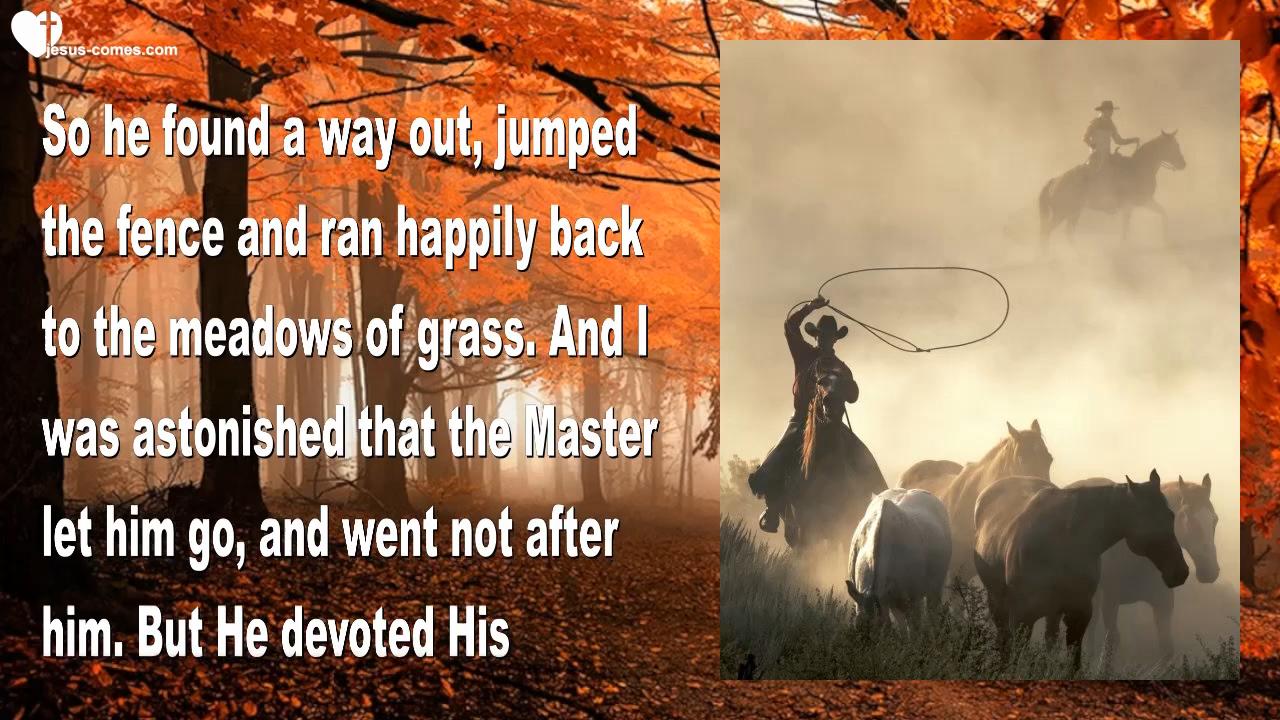 jesus-comes.com
So he found a way out, jumped
the fence and ran happily back
to the meadows of grass. And I
was astonished that the Master
let him go, and went not after
him. But He devoted His